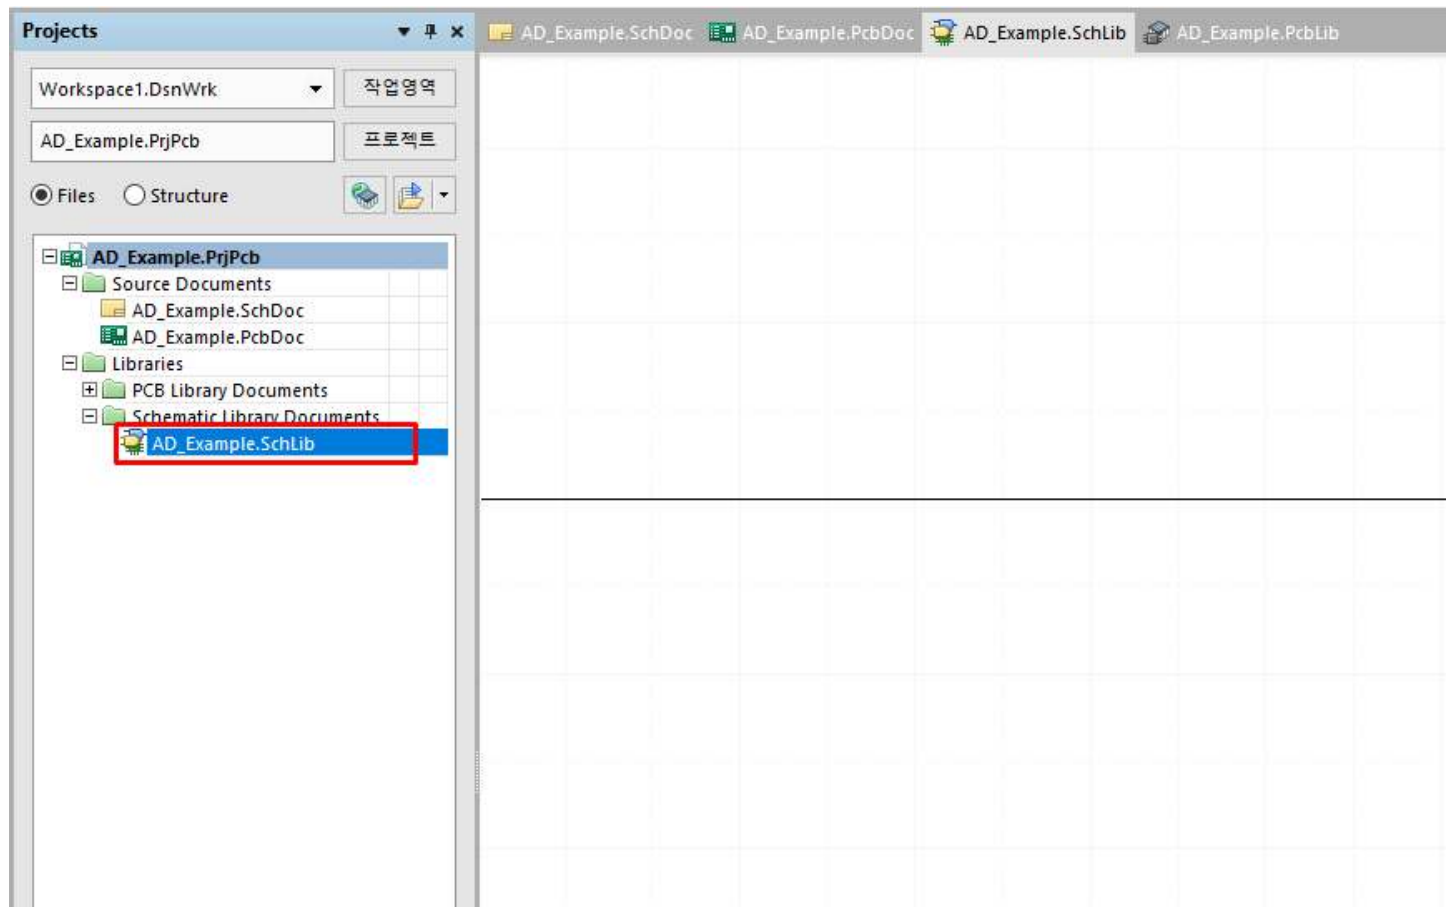 Projects
AD_Example.SchDoc AD_Example.PcbDoc AD_Example.SchLib AD_Example.PcbLib
Workspace1.DsnWrk 작업영역
AD_Example.PrjPcb 프로젝트
Files Structure
AD_Example.PrjPcb
Source Documents
AD_Example.SchDoc
AD_Example.PcbDoc
Libraries
PCB Library Documents
Schematic Library Documents
AD_Example.SchLib